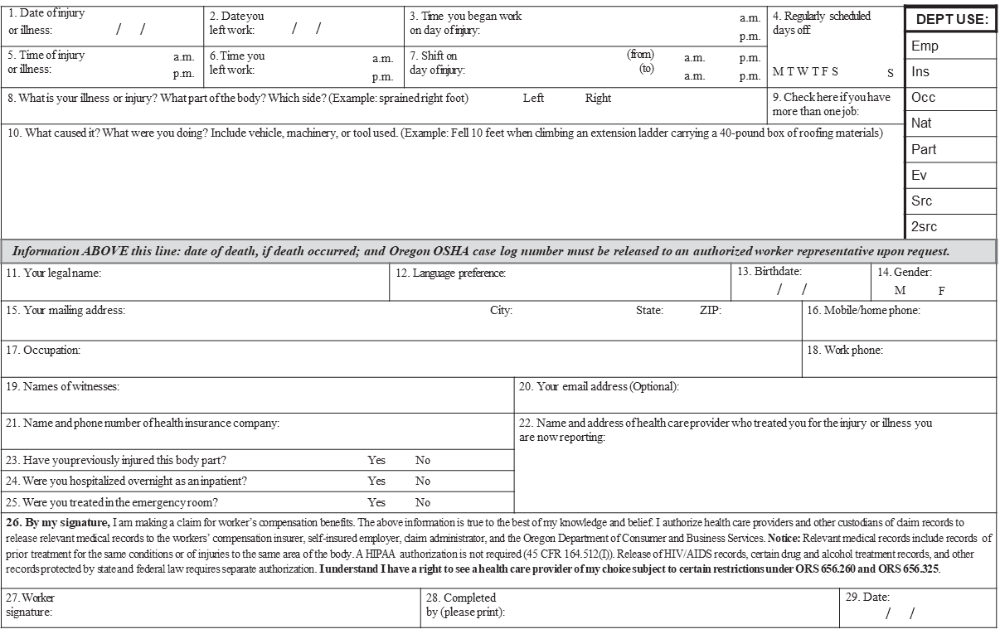 1. Date of injury
or illness: / /
2. Date you
left work: / /
3. Time you began work
on day of injury:
a.m.
p.m.
4. Regularly scheduled
days off
M T W T F S S
DEPT USE:
Emp
Ins
Occ
Nat
Part
Ev
Src
2src
5. Time of injury
or illness:
a.m.
p.m.
6. Time you
left work:
a.m.
p.m.
7. Shift on
day of injury:
(from) a.m. p.m.
(to) a.m. p.m.
8. What is your illness or injury? What part of the body? Which side? (Example: sprained right foot) Left Right
9. Check here if you have
more than one job:
10. What caused it? What were you doing? Include vehicle, machinery, or tool used. (Example: Fell 10 feet when climbing an extension ladder carrying a 40-pound box of roofing materials)
Information ABOVE this line: date of death, if death occurred; and Oregon OSHA case log number must be released to an authorized worker representative upon request.
11. Your legal name:
12. Language preference:
13. Birthdate:
/ /
14. Gender:
M F
15. Your mailing address: City: State: ZIP:
16. Mobile/home phone:
17. Occupation:
18. Work phone:
19. Names of witnesses:
20. Your email address (Optional):
21. Name and phone number of health insurance company:
22. Name and address of health care provider who treated you for the injury or illness you
are now reporting:
23. Have you previously injured this body part? Yes No
24. Were you hospitalized overnight as an inpatient? Yes No
25. Were you treated in the emergency room? Yes No
26. By my signature, I am making a claim for worker's compensation benefits. The above information is true to the best of my knowledge and belief. I authorize health care providers and other custodians of claim records to
release relevant medical records to the workers' compensation insurer, self-insured employer, claim administrator, and the Oregon Department of Consumer and Business Services. Notice: Relevant medical records include records of
prior treatment for the same conditions or of injuries to the same area of the body. A HIPAA authorization is not required (45 CFR 164.512(I)). Release of HIV/AIDS records, certain drug and alcohol treatment records, and other
records protected by state and federal law requires separate authorization. I understand I have a right to see a health care provider of my choice subject to certain restrictions under ORS 656.260 and ORS 656.325.
27. Worker
signature:
28. Completed
by (please print):
29. Date:
/ /